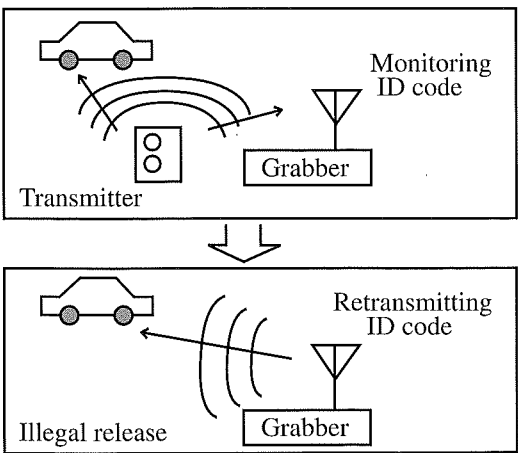 Monitoring
ID code
Grabber
Transmitter
Retransmitting
ID code
Grabber
Illegal release